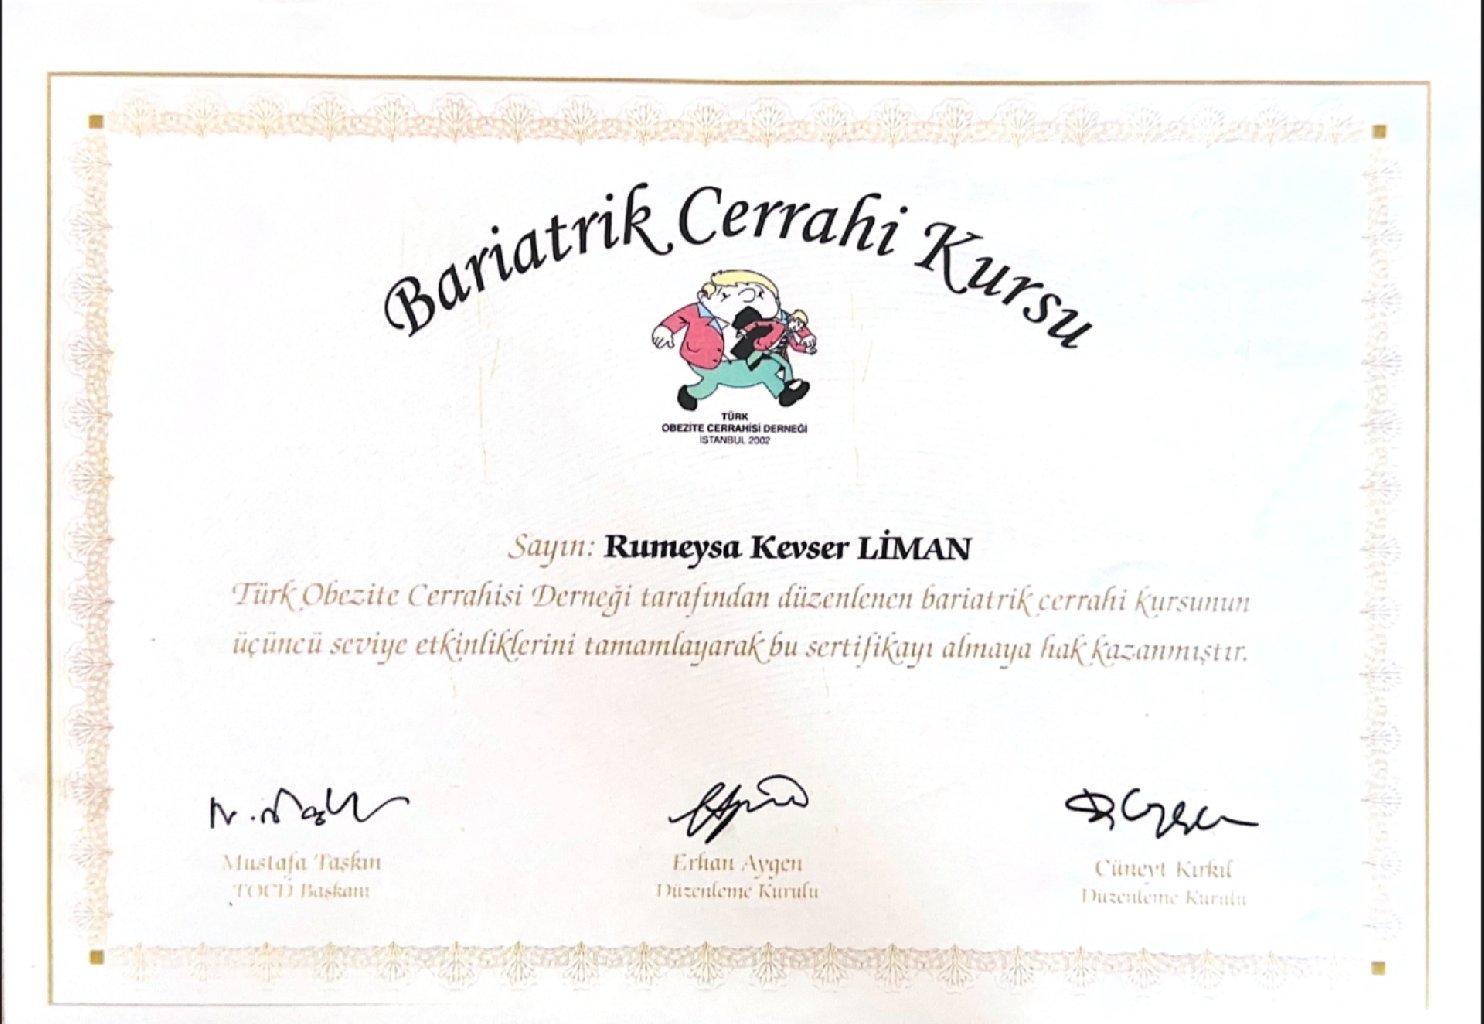 Bariatrik Cerrahi Kursu
TÜRK
OBEZİTE CERRAHİSİ DERNEĞİ
İSTANBUL 2002
Sayın: Rumeysa Kevser LİMAN
Türk Obezite Cerrahisi Derneği tarafından düzenlenen bariatrik cerrahi kursunun
üçüncü seviye etkinliklerini tamamlayarak bu sertifikayı almaya hak kazanmıştır.
Mustafa Taşkın
TOCD Başkanı
Erhan Aygen
Düzenleme Kurulu
Cüneyt Kırkıl
Düzenleme Kurulu